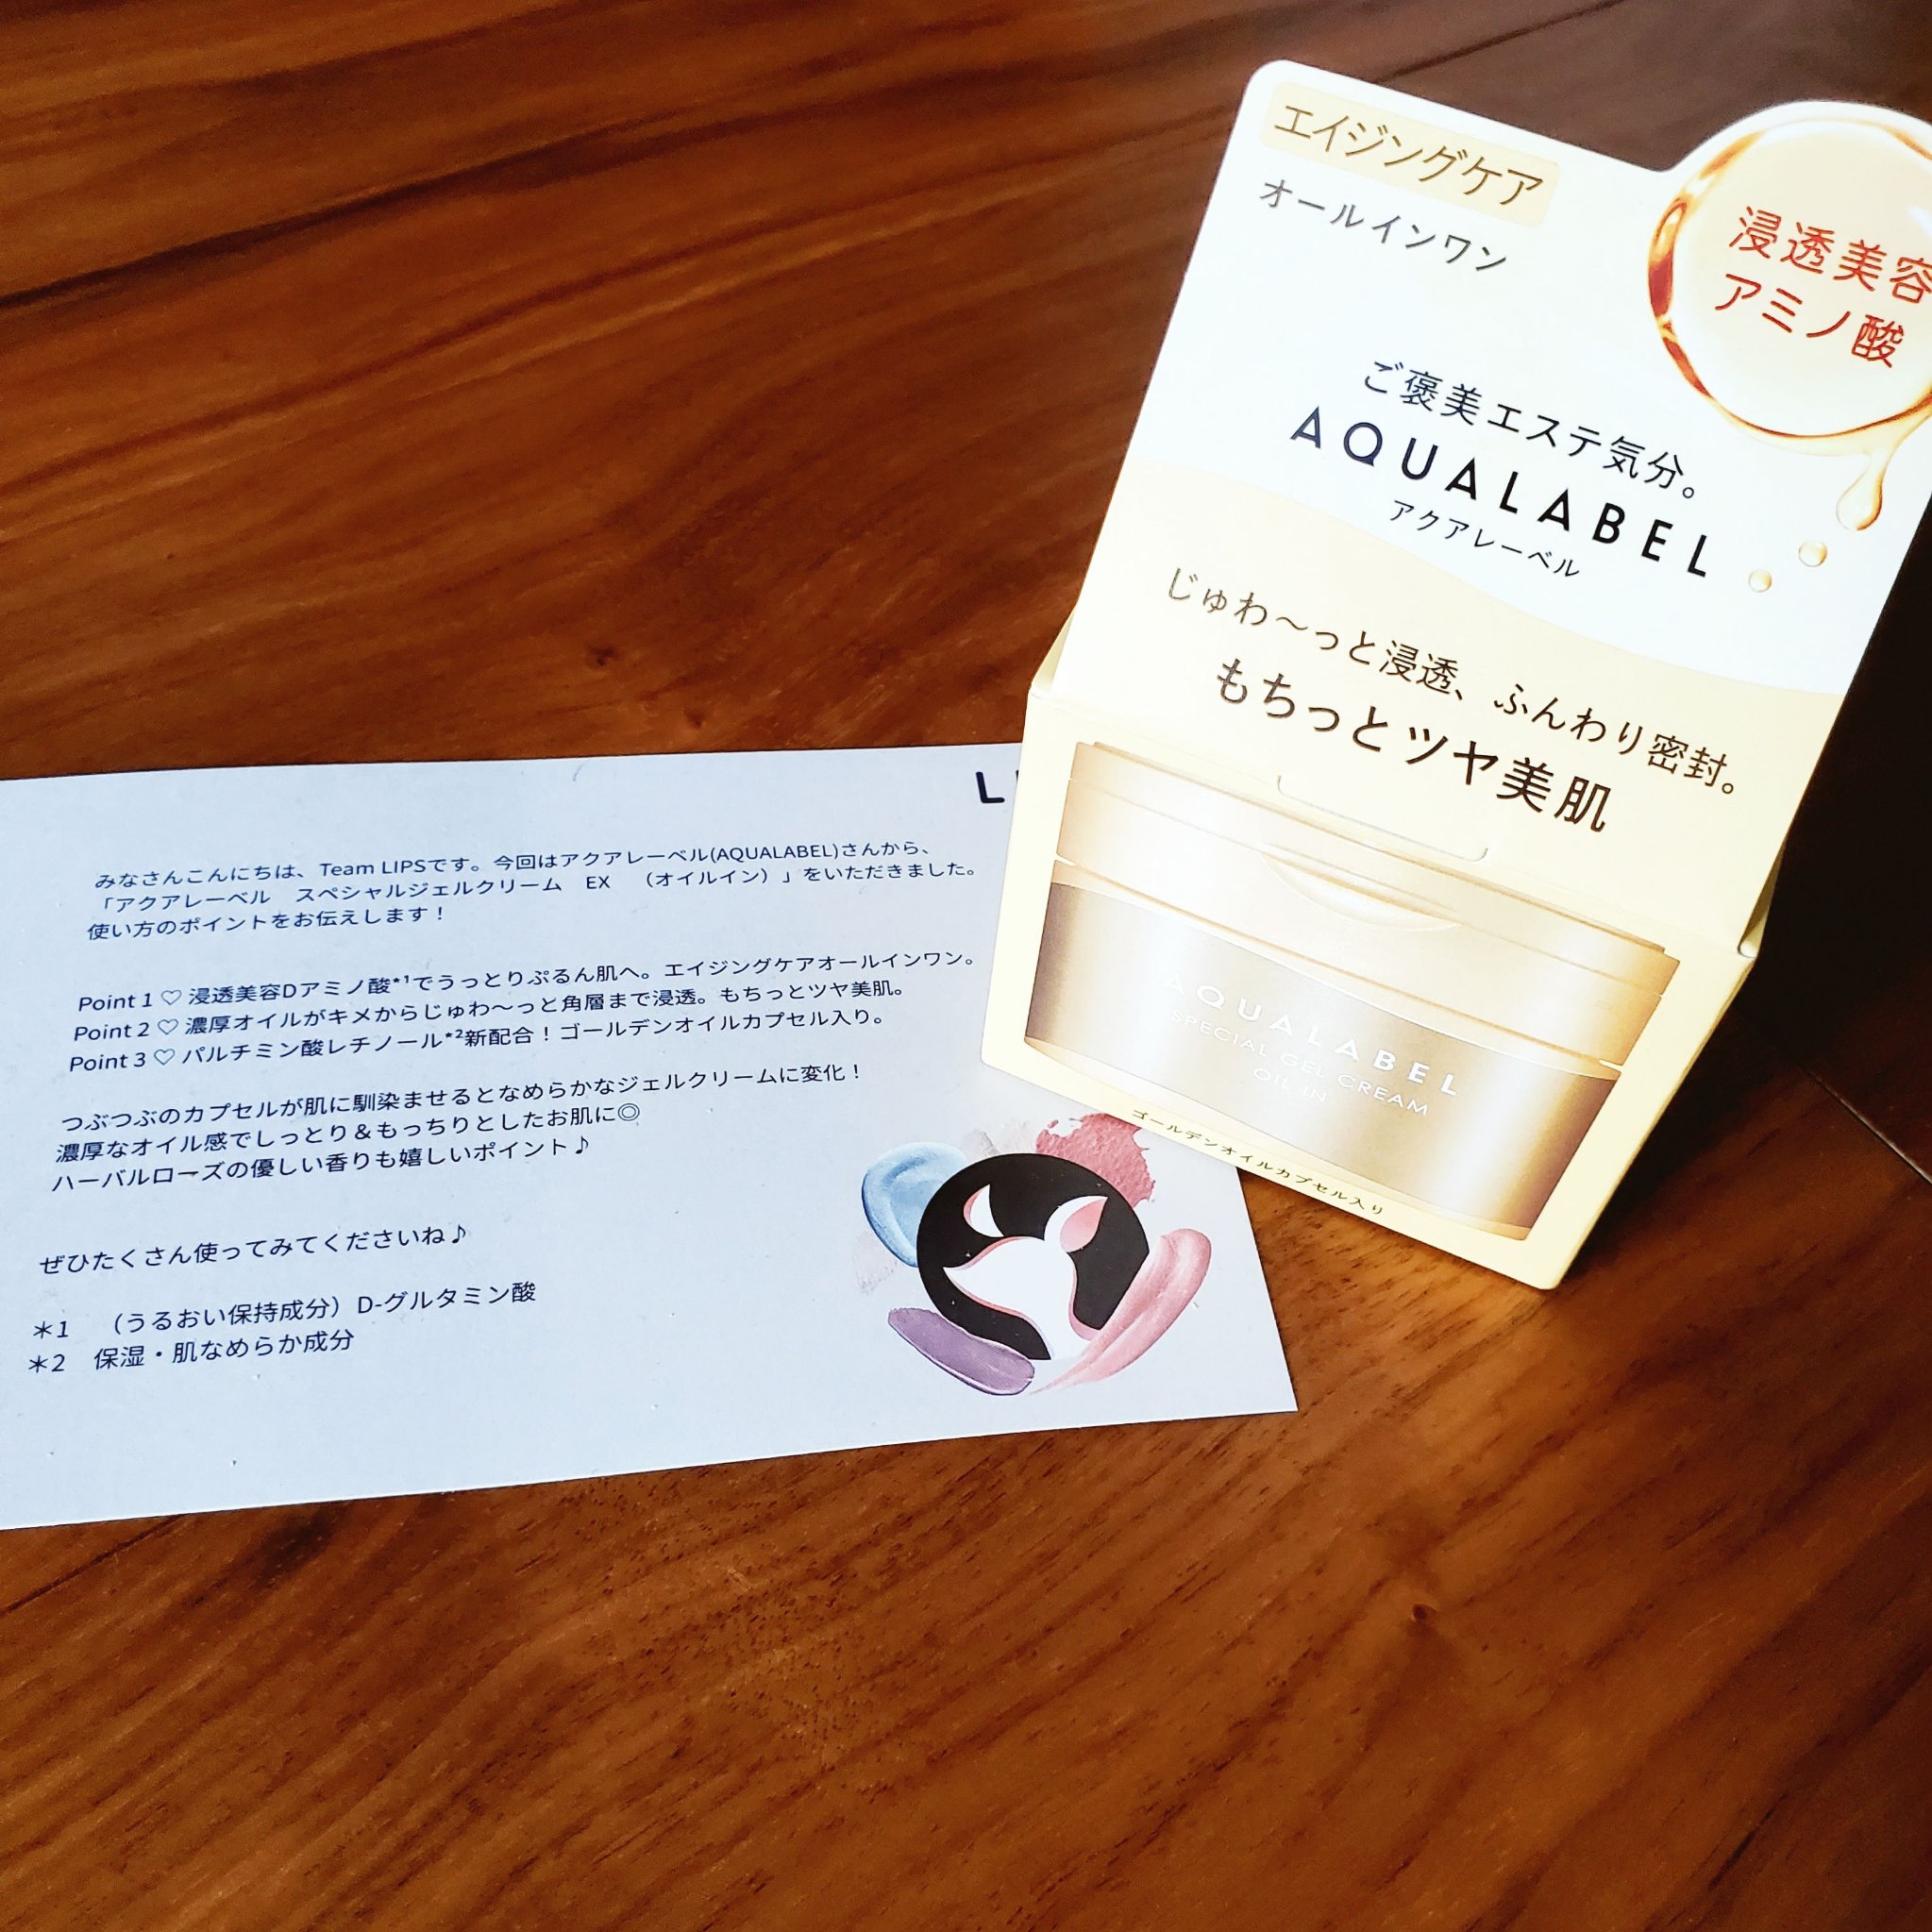 みなさんこんにちは、Team LIPSです。今回はアクアレーベル(AQUALABEL)さんから、
「アクアレーベル　スペシャルジェルクリーム　EX　（オイルイン）」をいただきました。
使い方のポイントをお伝えします！
Point 1 ♡ 浸透美容Dアミノ酸*¹でうっとりぷるん肌へ。エイジングケアオールインワン。
Point 2 ♡ 濃厚オイルがキメからじゅわ～っと角層まで浸透。もちっとツヤ美肌。
Point 3 ♡ パルチミン酸レチノール*²新配合！ゴールデンオイルカプセル入り。
つぶつぶのカプセルが肌に馴染ませるとなめらかなジェルクリームに変化！
濃厚なオイル感でしっとり＆もっちりとしたお肌に◎
ハーバルローズの優しい香りも嬉しいポイント♪
ぜひたくさん使ってみてくださいね♪
＊1　（うるおい保持成分）D-グルタミン酸
＊2　保湿・肌なめらか成分
エイジングケア
オールインワン
浸透美容
アミノ酸
ご褒美エステ気分。
AQUALABEL
アクアレーベル
じゅわ～っと浸透、ふんわり密封。
もちっとツヤ美肌
AQUALABEL
SPECIAL GEL CREAM
OIL IN
ゴールデンオイルカプセル入り